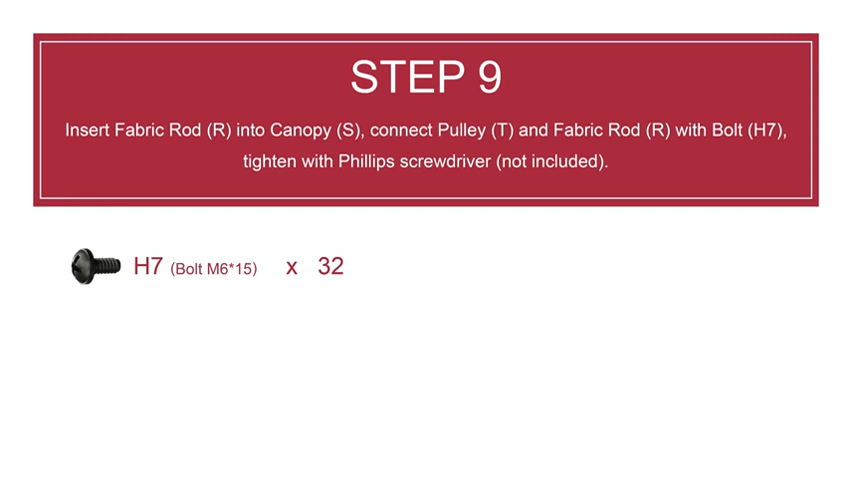 STEP 9
Insert Fabric Rod (R) into Canopy (S), connect Pulley (T) and Fabric Rod (R) with Bolt (H7),
tighten with Phillips screwdriver (not included).
H7 (Bolt M6*15) x 32